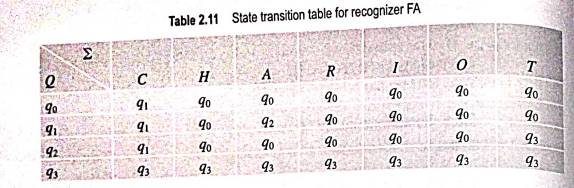 Table 2.11 State transition table for recognizer FA
Σ
Q C H A R I O T
q0 q1 q0 q0 q0 q0 q0 q0
q1 q1 q0 q2 q0 q0 q0 q0
q2 q1 q0 q0 q0 q0 q0 q3
q3 q3 q3 q3 q3 q3 q3 q3